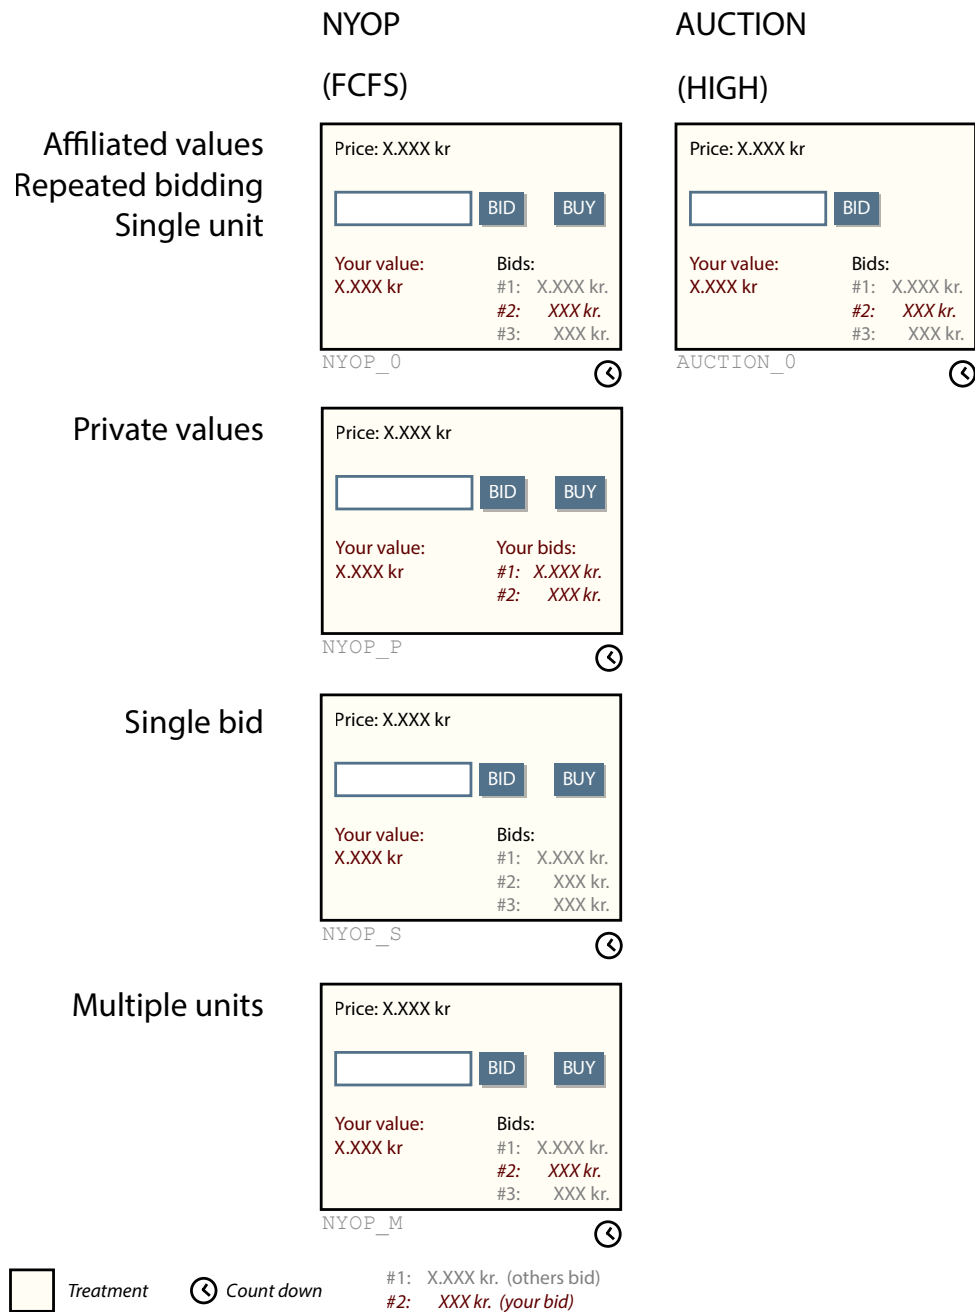 NYOP
AUCTION
(FCFS)
(HIGH)
Affiliated values
Repeated bidding
Single unit
Price: X.XXX kr
BID
BUY
Your value:
X.XXX kr
Bids:
#1: X.XXX kr.
#2: XXX kr.
#3: XXX kr.
NYOP_0
Price: X.XXX kr
BID
Your value:
X.XXX kr
Bids:
#1: X.XXX kr.
#2: XXX kr.
#3: XXX kr.
AUCTION_0
Private values
Price: X.XXX kr
BID
BUY
Your value:
X.XXX kr
Your bids:
#1: X.XXX kr.
#2: XXX kr.
NYOP_P
Single bid
Price: X.XXX kr
BID
BUY
Your value:
X.XXX kr
Bids:
#1: X.XXX kr.
#2: XXX kr.
#3: XXX kr.
NYOP_S
Multiple units
Price: X.XXX kr
BID
BUY
Your value:
X.XXX kr
Bids:
#1: X.XXX kr.
#2: XXX kr.
#3: XXX kr.
NYOP_M
Treatment
Count down
#1: X.XXX kr. (others bid)
#2: XXX kr. (your bid)